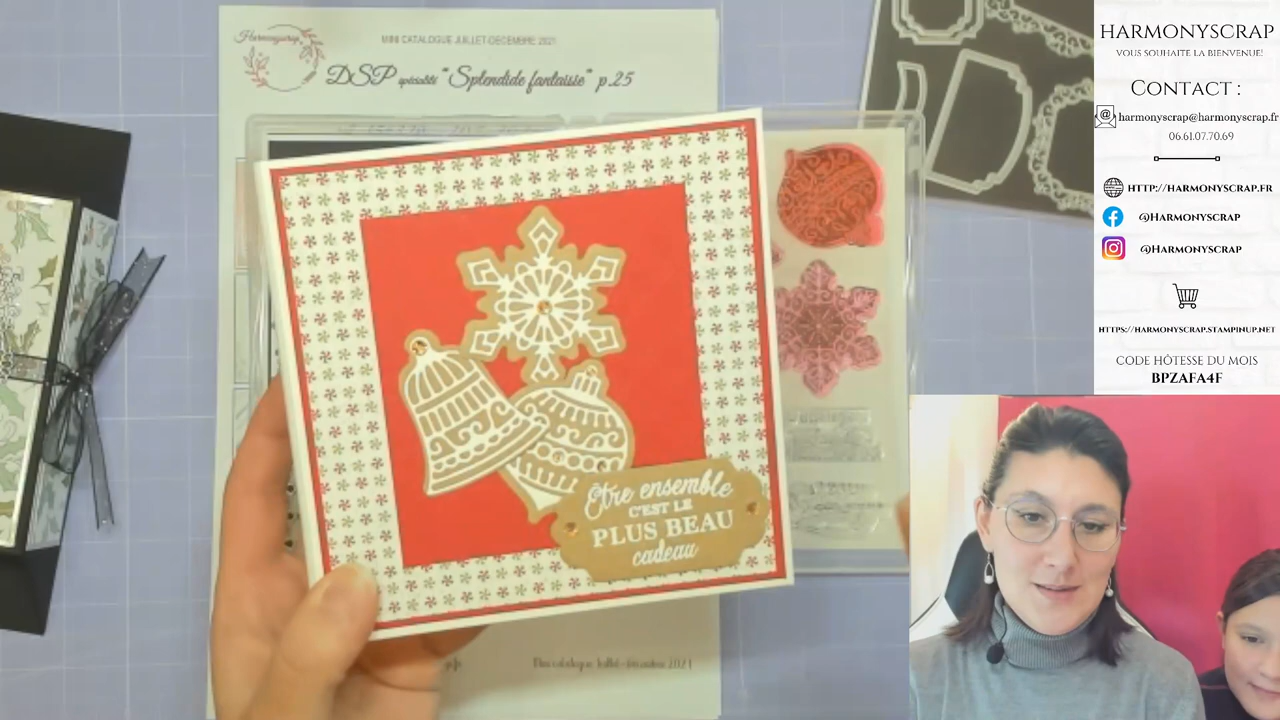 Harmonyscrap
MINI CATALOGUE JUILLET-DECEMBRE 2021
DSP spécialité "Splendide fantaisie" p.25
Être ensemble
C'EST LE
PLUS BEAU
cadeau
Mini catalogue Juillet-décembre 2021
HARMONYSCRAP
VOUS SOUHAITE LA BIENVENUE!
CONTACT :
harmonyscrap@harmonyscrap.fr
06.61.07.70.69
HTTP://HARMONYSCRAP.FR
@HARMONYSCRAP
@HARMONYSCRAP
HTTPS://HARMONYSCRAP.STAMPINUP.NET
CODE HÔTESSE DU MOIS
BPZAFA4F